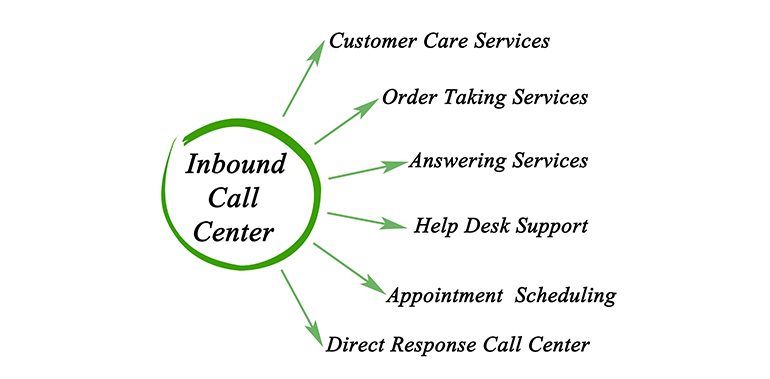 Customer Care Services
Order Taking Services
Inbound
Call
Center
Answering Services
Help Desk Support
Appointment Scheduling
Direct Response Call Center